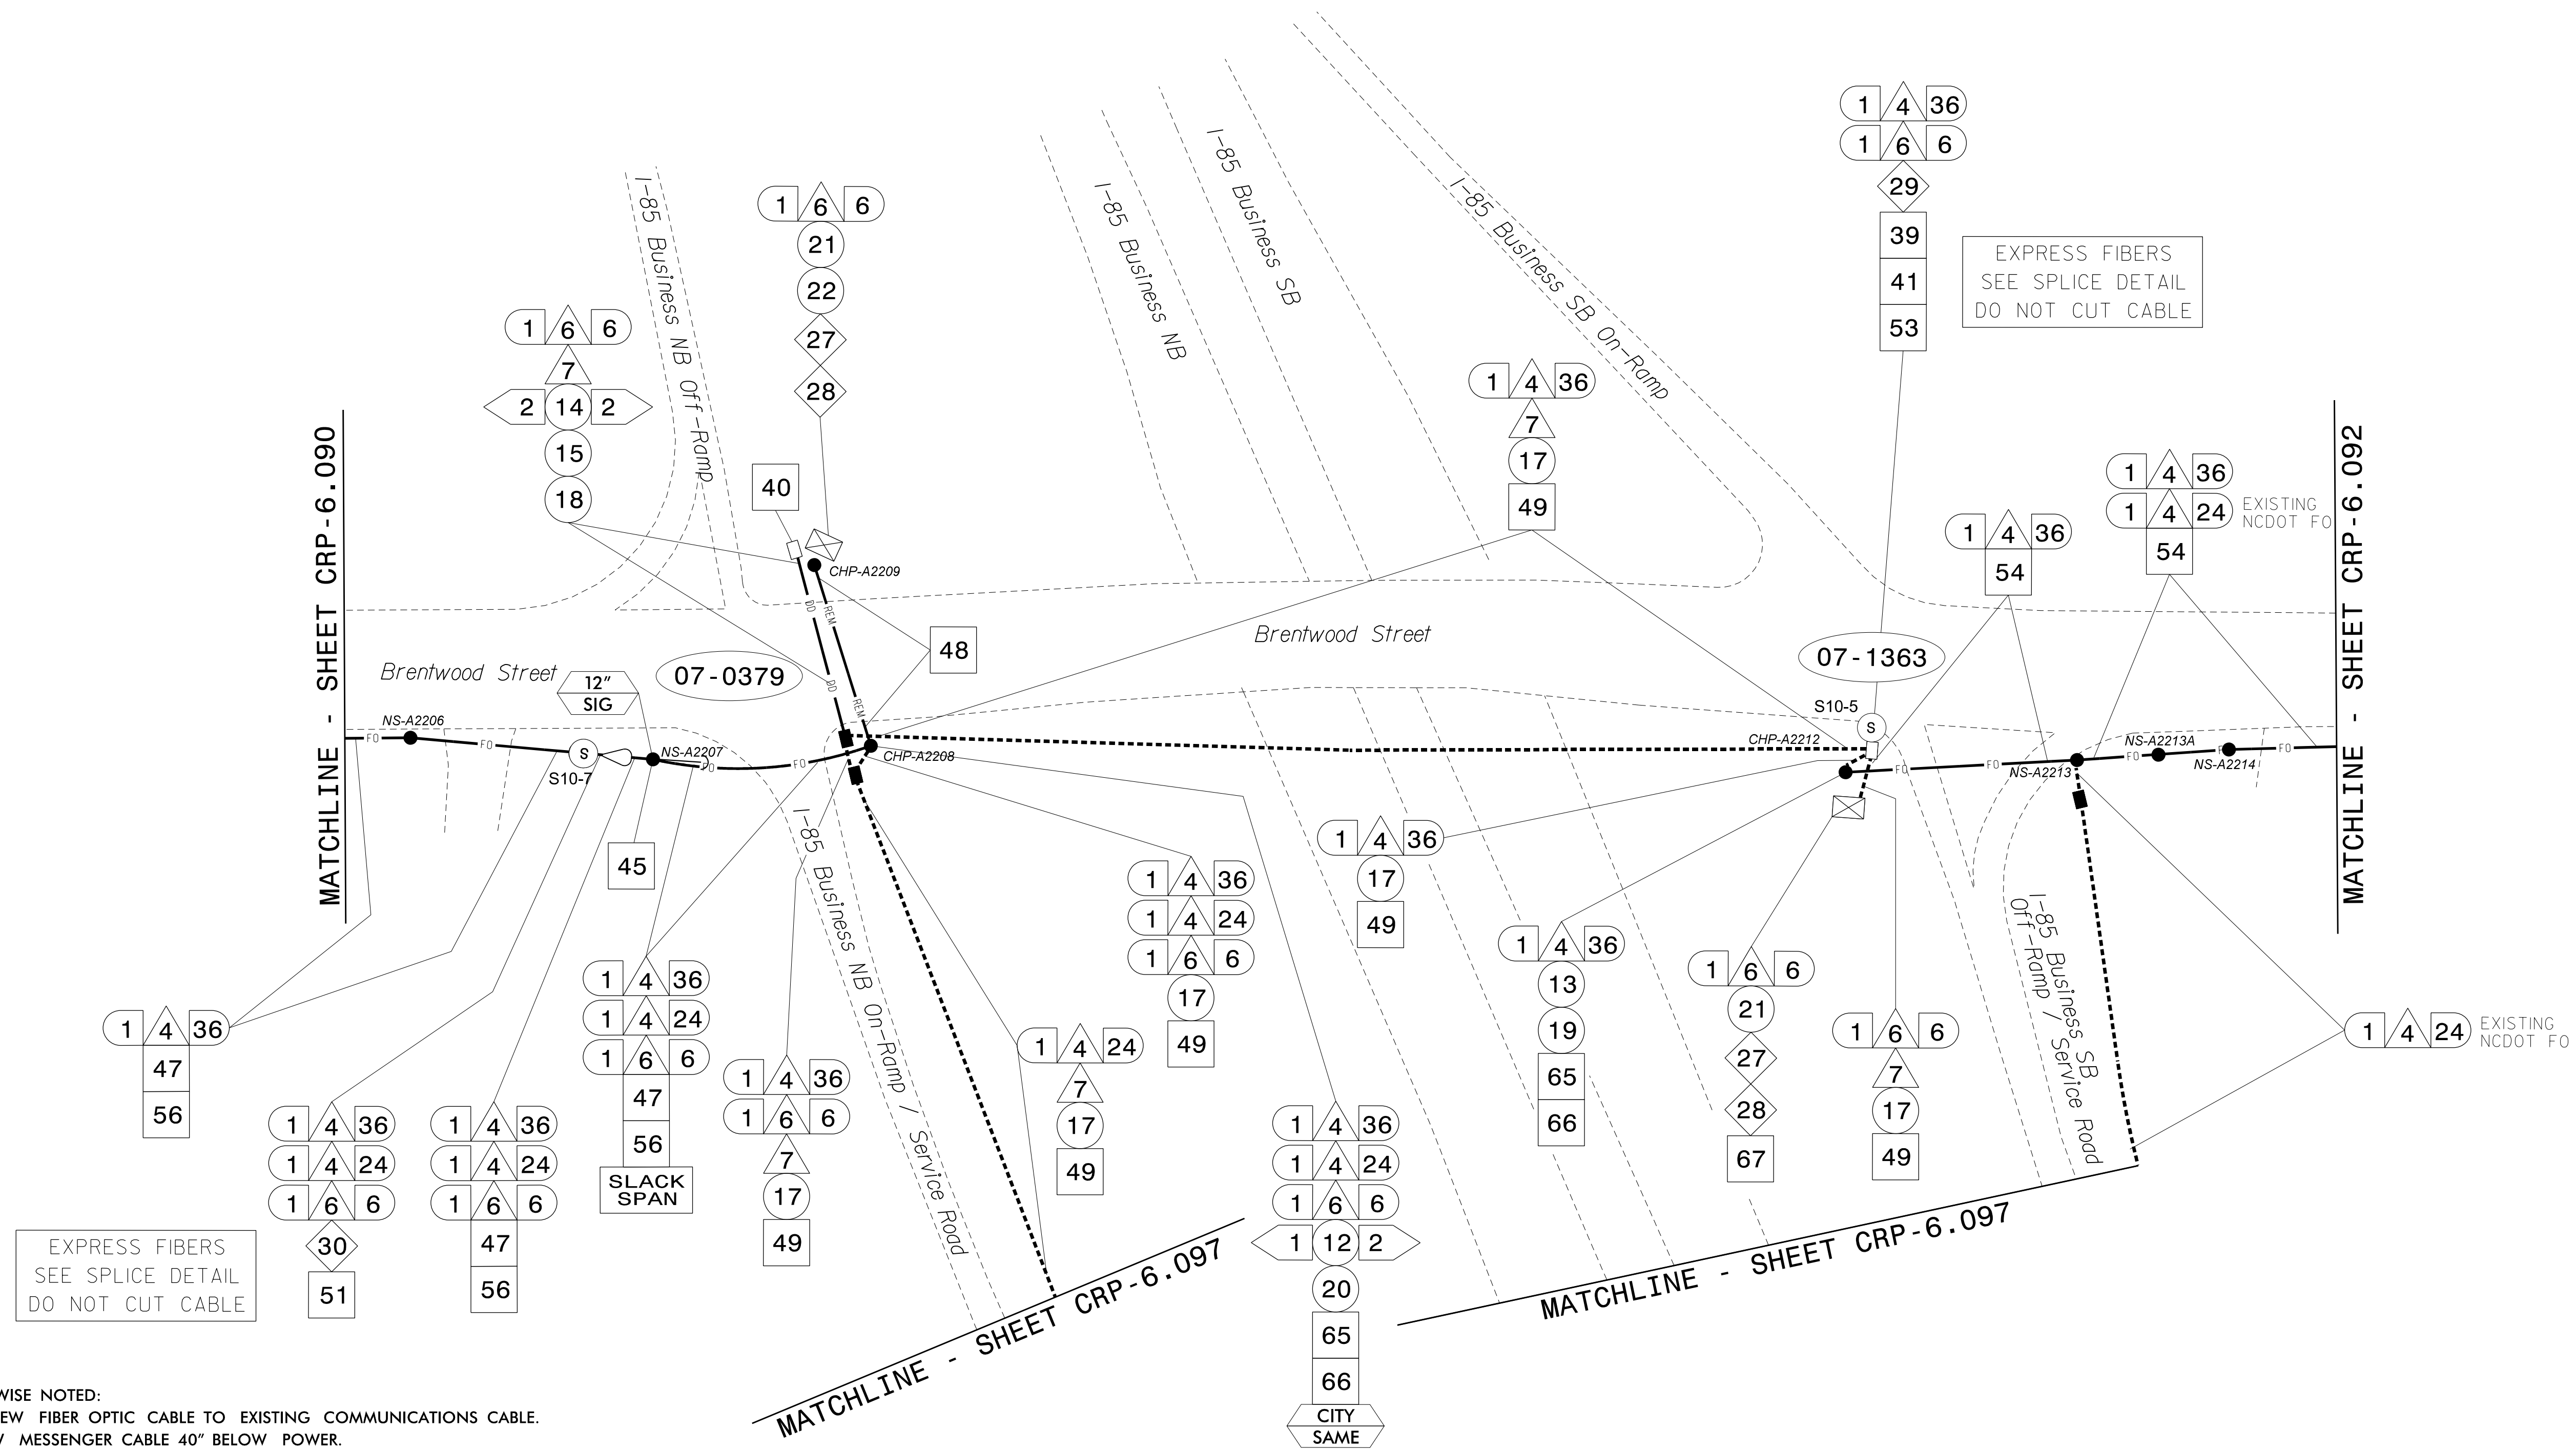 1 4 36
1 6 6
29
39
41
53
EXPRESS FIBERS
SEE SPLICE DETAIL
DO NOT CUT CABLE
I-85 Business NB Off-Ramp
I-85 Business NB
I-85 Business SB
I-85 Business SB On-Ramp
1 6 6
21
22
27
28
1 6 6
7
2 14 2
15
18
40
1 4 36
7
17
49
1 4 36
54
1 4 36
1 4 24
54
EXISTING
NCDOT FO
MATCHLINE - SHEET CRP-6.090
MATCHLINE - SHEET CRP-6.092
CHP-A2209
DD
REM
DD
REM
48
Brentwood Street
Brentwood Street
12"
SIG
07-0379
07-1363
S10-5
S
NS-A2206
FO
FO
S
S10-7
NS-A2207
FO
FO
CHP-A2208
CHP-A2212
FO
FO
NS-A2213
FO
NS-A2213A
NS-A2214
FO
45
I-85 Business NB On-Ramp / Service Road
I-85 Business SB
Off-Ramp / Service Road
1 4 36
17
49
1 4 36
1 4 24
1 6 6
17
49
1 4 36
13
19
65
66
1 6 6
21
27
28
67
1 6 6
7
17
49
1 4 24
EXISTING
NCDOT FO
1 4 36
47
56
1 4 36
1 4 24
1 6 6
30
51
1 4 36
1 4 24
1 6 6
47
56
1 4 36
1 4 24
1 6 6
47
56
SLACK
SPAN
1 4 36
1 6 6
7
17
49
1 4 24
7
17
49
1 4 36
1 4 24
1 6 6
1 12 2
20
65
66
CITY
SAME
EXPRESS FIBERS
SEE SPLICE DETAIL
DO NOT CUT CABLE
MATCHLINE - SHEET CRP-6.097
MATCHLINE - SHEET CRP-6.097
WISE NOTED:
EW FIBER OPTIC CABLE TO EXISTING COMMUNICATIONS CABLE.
MESSENGER CABLE 40" BELOW POWER.